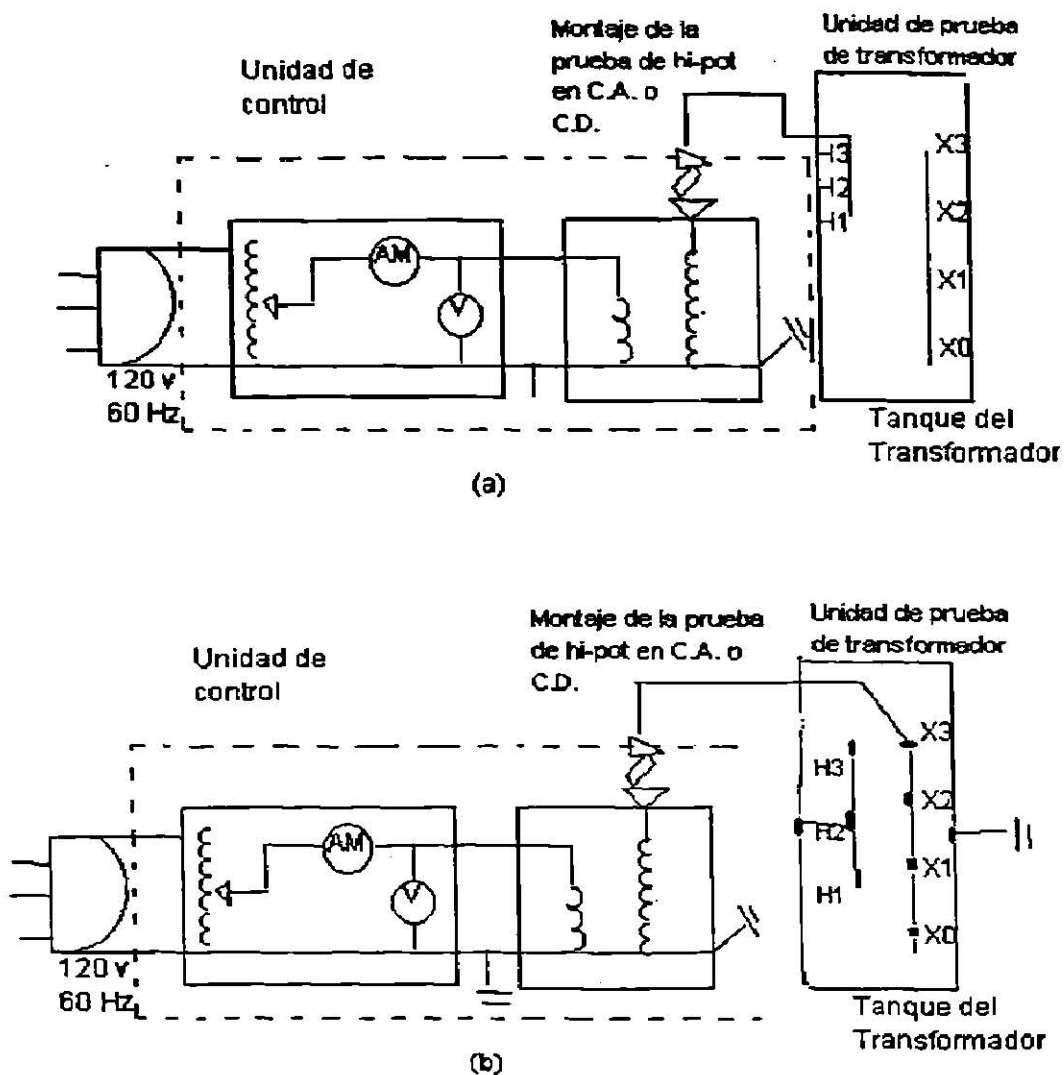 Unidad de
control
Montaje de la
prueba de hi-pot
en C.A. o
C.D.
Unidad de prueba
de transformador
H3
H2
H1
X3
X2
X1
X0
AM
V
120 v
60 Hz
Tanque del
Transformador
(a)
Unidad de
control
Montaje de la prueba
de hi-pot en C.A. o
C.D.
Unidad de prueba
de transformador
H3
H2
H1
X3
X2
X1
X0
AM
V
120 v
60 Hz
Tanque del
Transformador
(b)